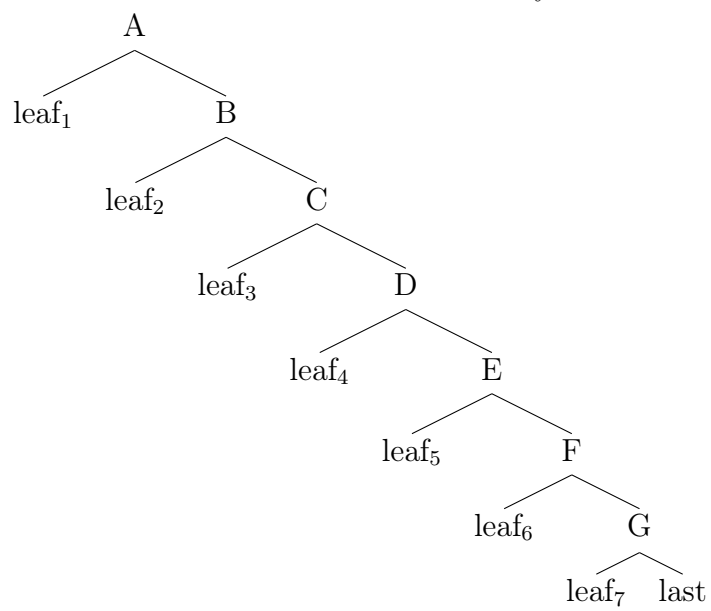 A
leaf₁ B
leaf₂ C
leaf₃ D
leaf₄ E
leaf₅ F
leaf₆ G
leaf₇ last